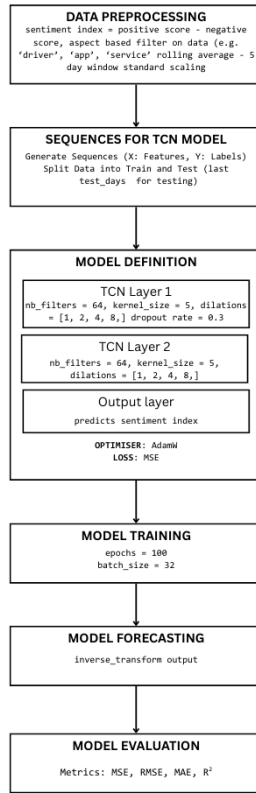 DATA PREPROCESSING
sentiment index = positive score - negative
score, aspect based filter on data (e.g.
‘driver’, ‘app’, ‘service’ rolling average - 5
day window standard scaling
SEQUENCES FOR TCN MODEL
Generate Sequences (X: Features, Y: Labels)
Split Data into Train and Test (last
test_days for testing)
MODEL DEFINITION
TCN Layer 1
nb_filters = 64, kernel_size = 5, dilations
= [1, 2, 4, 8,] dropout rate = 0.3
TCN Layer 2
nb_filters = 64, kernel_size = 5,
dilations = [1, 2, 4, 8,]
Output layer
predicts sentiment index
OPTIMISER: AdamW
LOSS: MSE
MODEL TRAINING
epochs = 100
batch_size = 32
MODEL FORECASTING
inverse_transform output
MODEL EVALUATION
Metrics: MSE, RMSE, MAE, R²